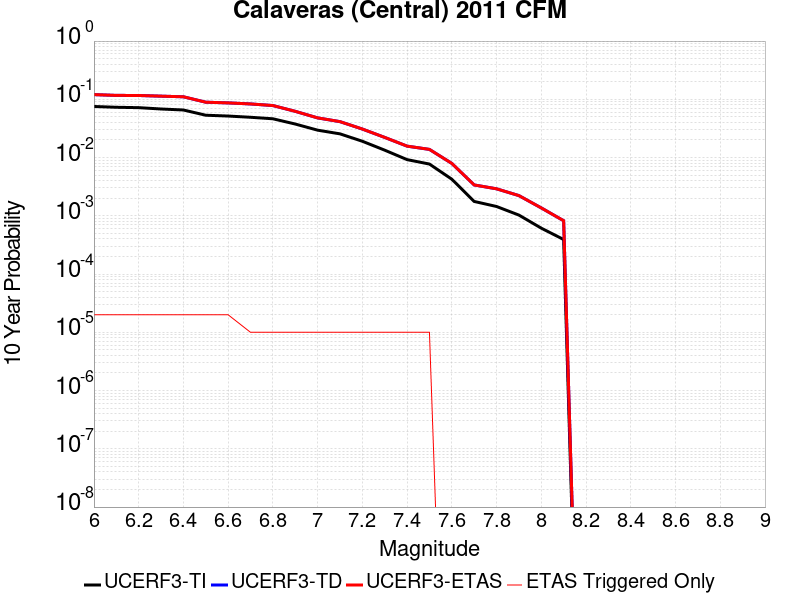 Calaveras (Central) 2011 CFM
10^0
10^-1
10^-2
10^-3
10^-4
10^-5
10^-6
10^-7
10^-8
10 Year Probability
6 6.2 6.4 6.6 6.8 7 7.2 7.4 7.6 7.8 8 8.2 8.4 8.6 8.8 9
Magnitude
UCERF3-TI UCERF3-TD UCERF3-ETAS ETAS Triggered Only